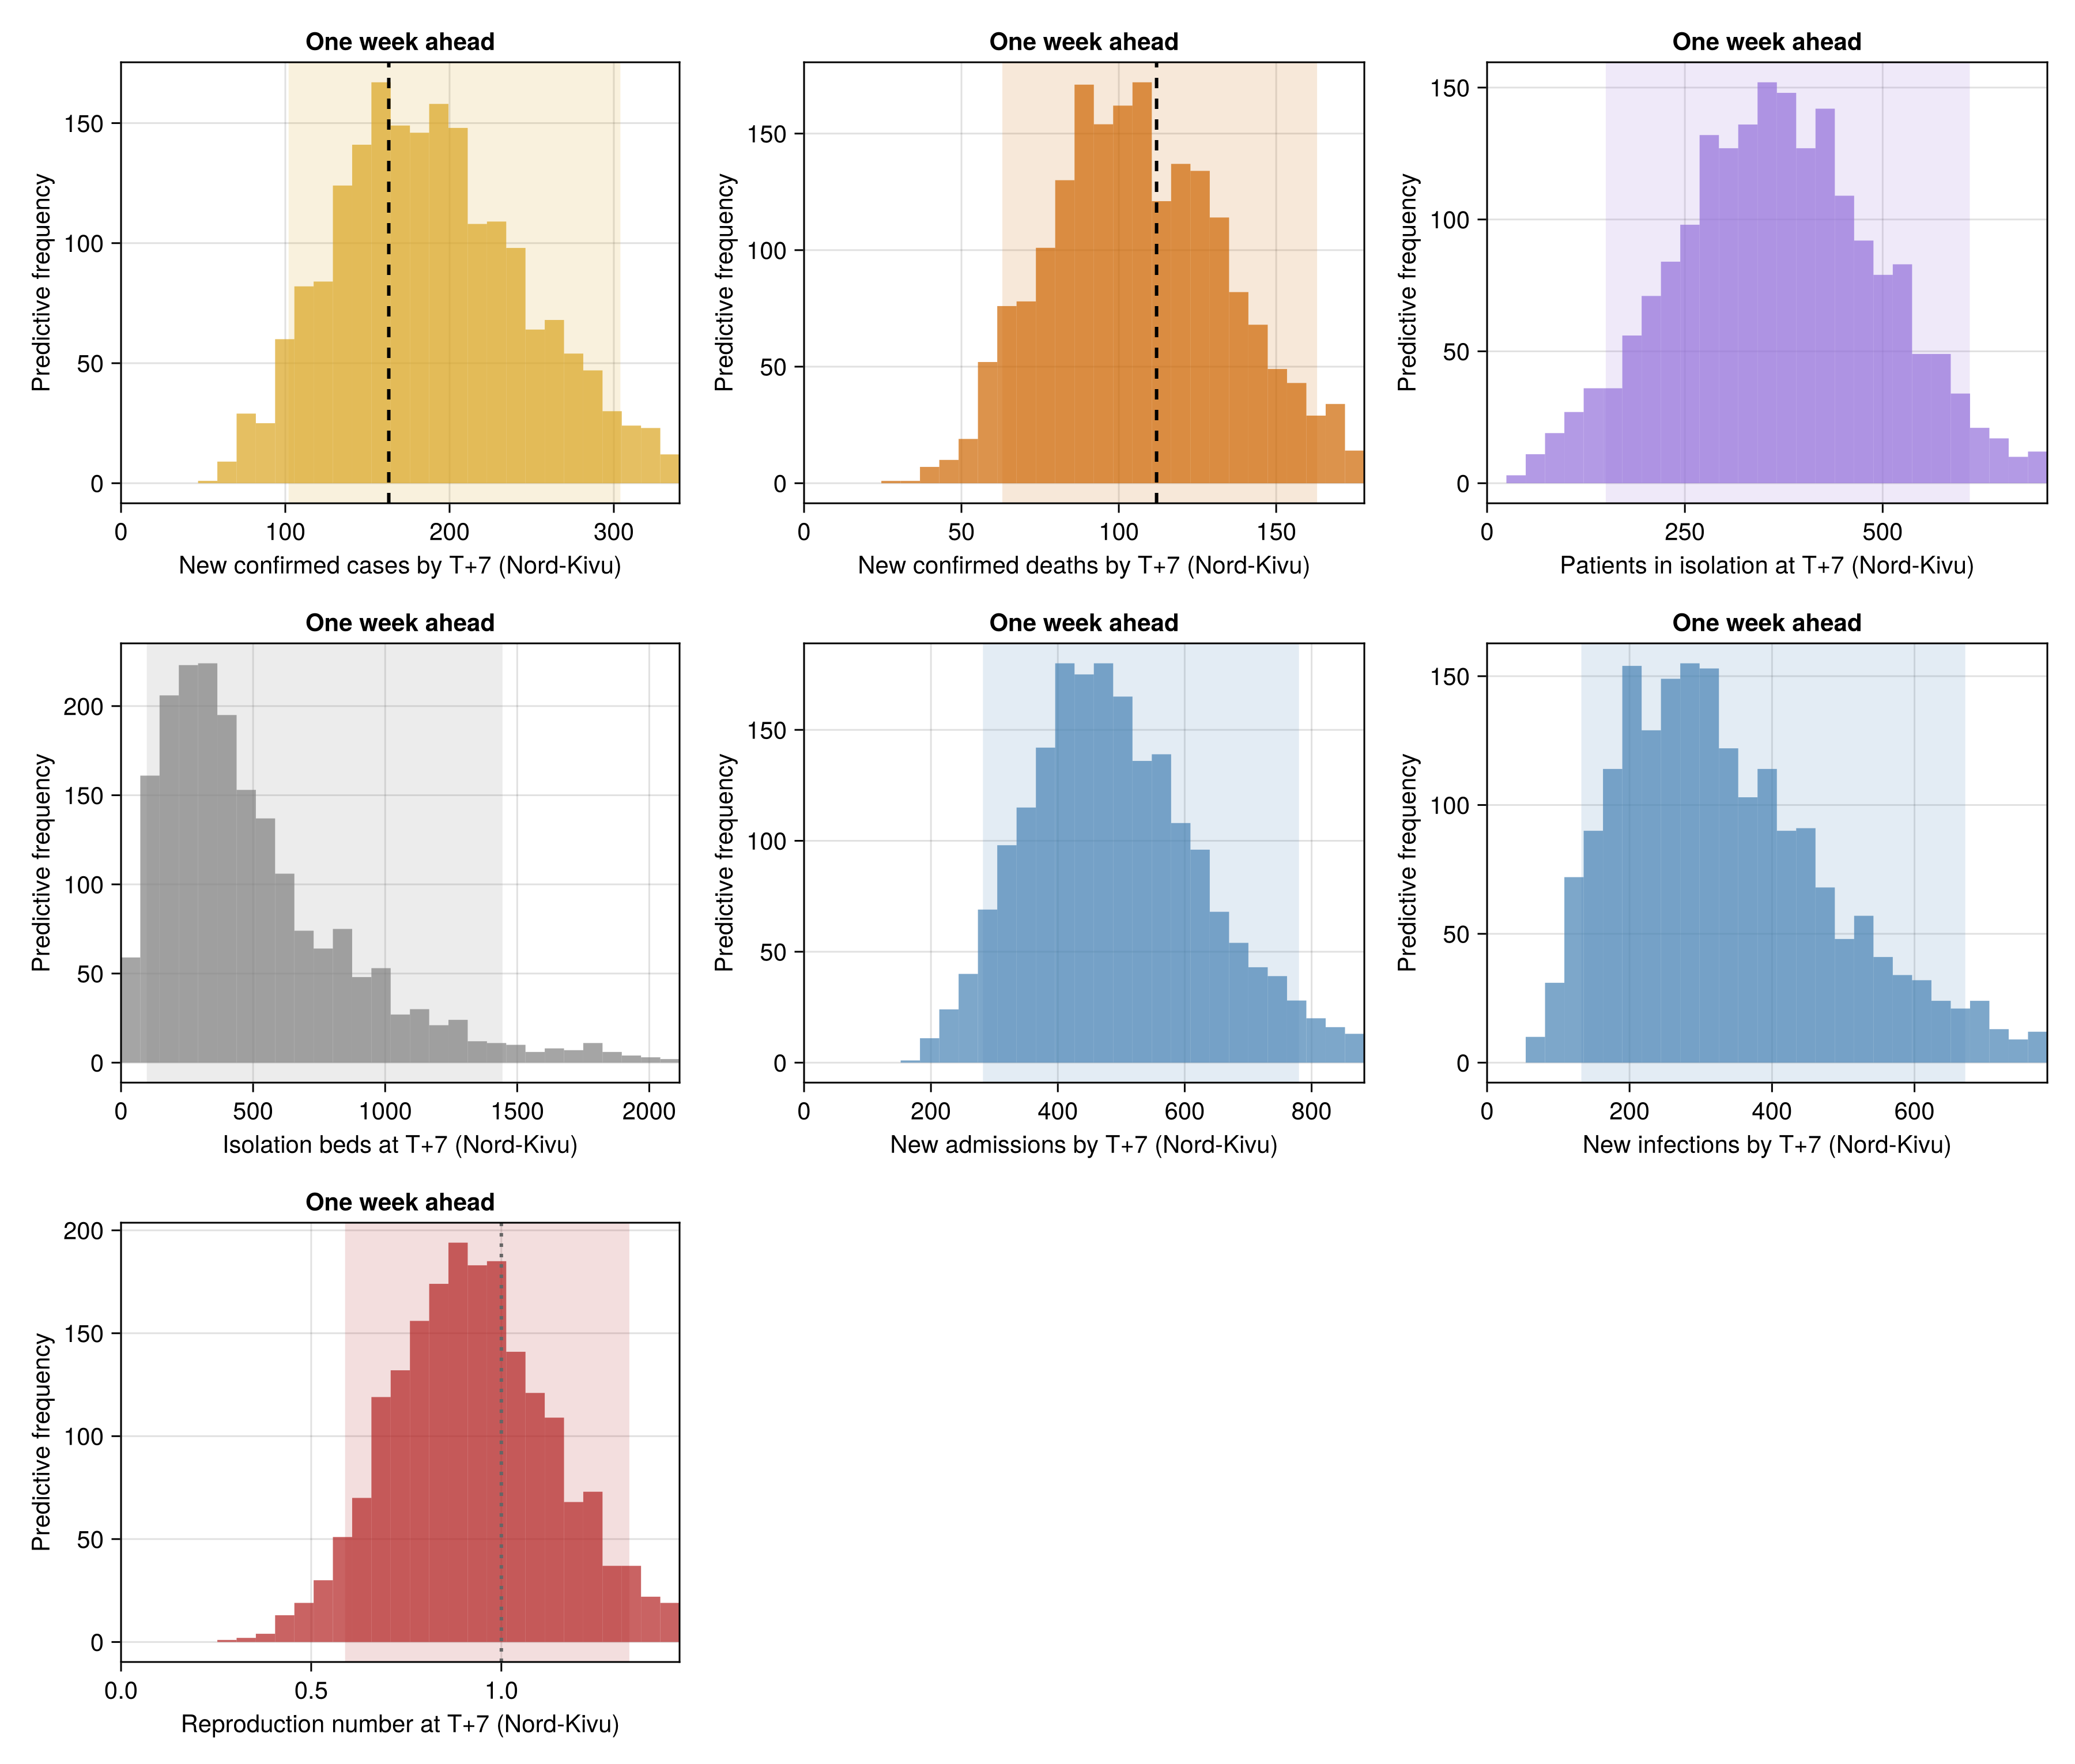 One week ahead
One week ahead
One week ahead
Predictive frequency
150
100
50
0
0
100
200
300
New confirmed cases by T+7 (Nord-Kivu)
Predictive frequency
150
100
50
0
0
50
100
150
New confirmed deaths by T+7 (Nord-Kivu)
Predictive frequency
150
100
50
0
0
250
500
Patients in isolation at T+7 (Nord-Kivu)
One week ahead
One week ahead
One week ahead
Predictive frequency
200
150
100
50
0
0
500
1000
1500
2000
Isolation beds at T+7 (Nord-Kivu)
Predictive frequency
150
100
50
0
200
400
600
800
0
New admissions by T+7 (Nord-Kivu)
Predictive frequency
150
100
50
0
0
200
400
600
New infections by T+7 (Nord-Kivu)
One week ahead
Predictive frequency
200
150
100
50
0
0.0
0.5
1.0
Reproduction number at T+7 (Nord-Kivu)